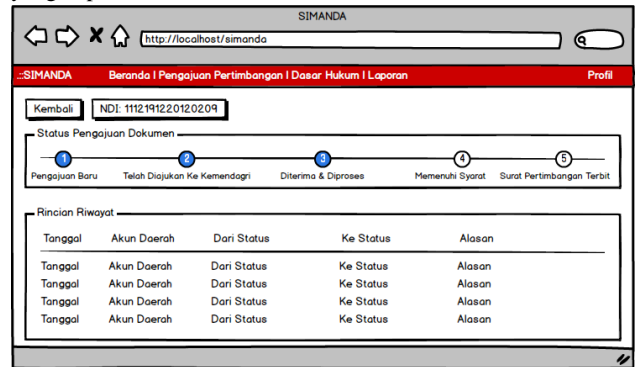 SIMANDA
http://localhost/simanda
.::SIMANDA Beranda I Pengajuan Pertimbangan I Dasar Hukum I Laporan Profil
Kembali NDI: 1112191220120209
Status Pengajuan Dokumen
1 2 3 4 5
Pengajuan Baru Telah Diajukan Ke Kemendagri Diterima & Diproses Memenuhi Syarat Surat Pertimbangan Terbit
Rincian Riwayat
Tanggal Akun Daerah Dari Status Ke Status Alasan
Tanggal Akun Daerah Dari Status Ke Status Alasan
Tanggal Akun Daerah Dari Status Ke Status Alasan
Tanggal Akun Daerah Dari Status Ke Status Alasan
Tanggal Akun Daerah Dari Status Ke Status Alasan